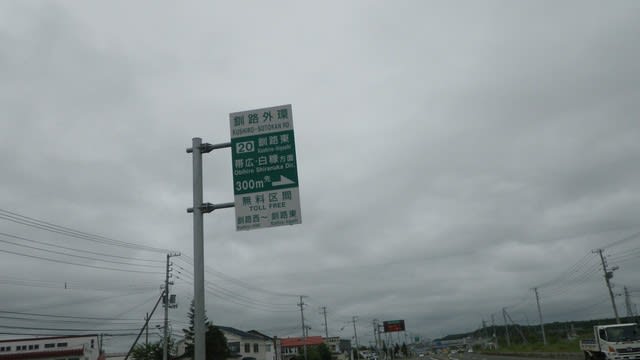 釧路外環
KUSHIRO-SOTOKAN RD
20 釧路東
Kushiro-Higashi
帯広・白糠方面
Obihiro Shiranuka Dir.
300m先
無料区間
TOLL FREE
釧路西〜釧路東